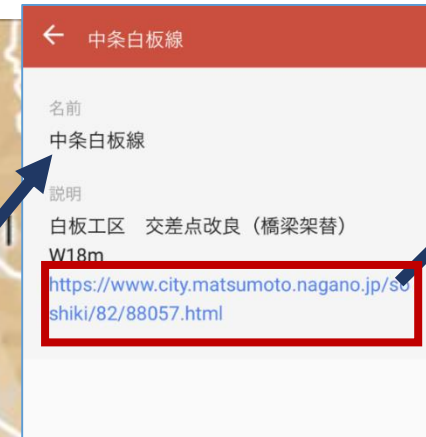 ← 中条白板線
名前
中条白板線
説明
白板工区 交差点改良（橋梁架替）
W18m
https://www.city.matsumoto.nagano.jp/so
shiki/82/88057.html